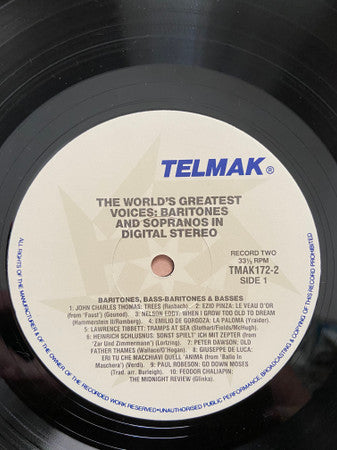 TELMAK®
THE WORLD'S GREATEST
VOICES: BARITONES
AND SOPRANOS IN
DIGITAL STEREO
RECORD TWO
33⅓ RPM
TMAK172-2
SIDE 1
BARITONES, BASS-BARITONES & BASSES
1: JOHN CHARLES THOMAS: TREES (Rasbach). 2: EZIO PINZA: LE VEAU D'OR
(from 'Faust') (Gounod). 3: NELSON EDDY: WHEN I GROW TOO OLD TO DREAM
(Hammerstein II/Romberg). 4: EMILIO DE GORGOZA: LA PALOMA (Yraider).
5: LAWRENCE TIBBETT: TRAMPS AT SEA (Stothart/Fields/McHugh).
6: HEINRICH SCHLUSNUS: SONST SPIELT' ICH MIT ZEPTER (from
'Zar Und Zimmermann') (Lortzing). 7: PETER DAWSON: OLD
FATHER THAMES (Wallace/O'Hogan). 8: GIUSEPPE DE LUCA:
ERI TU CHE MACCHIAVI QUELL 'ANIMA (from 'Ballo In
Maschera') (Verdi). 9: PAUL ROBESON: GO DOWN MOSES
(Trad. arr. Burleigh). 10: FEODOR CHALIAPIN:
THE MIDNIGHT REVIEW (Glinka).
ALL RIGHTS OF THE MANUFACTURER & OF THE OWNER OF THE RECORDED WORK RESERVED•UNAUTHORISED PUBLIC PERFORMANCE, BROADCASTING & COPYING OF THIS RECORD PROHIBITED